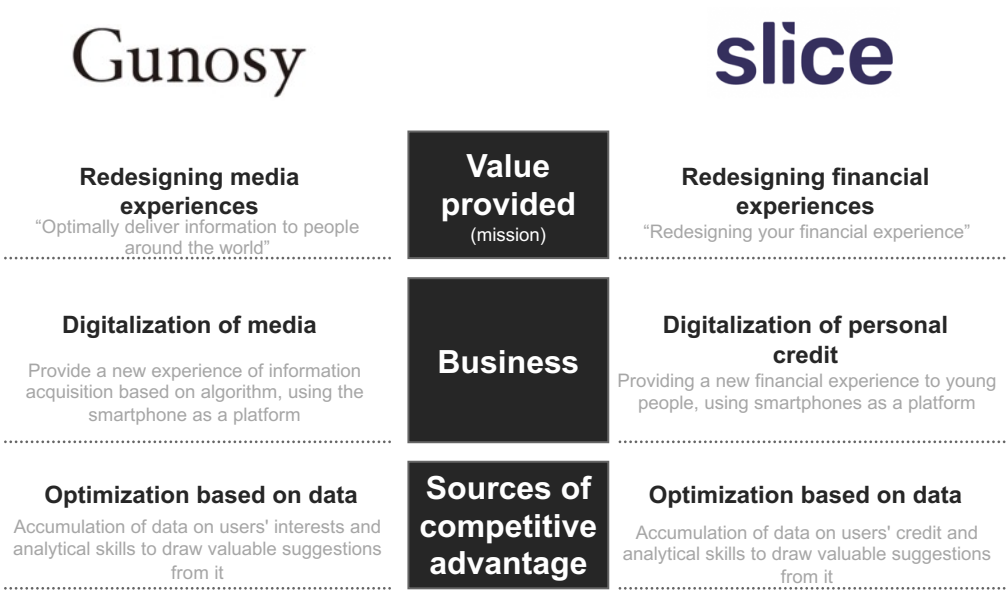 Gunosy
slice
Redesigning media
experiences
“Optimally deliver information to people
around the world”
Value
provided
(mission)
Redesigning financial
experiences
“Redesigning your financial experience”
Digitalization of media
Provide a new experience of information
acquisition based on algorithm, using the
smartphone as a platform
Business
Digitalization of personal
credit
Providing a new financial experience to young
people, using smartphones as a platform
Optimization based on data
Accumulation of data on users' interests and
analytical skills to draw valuable suggestions
from it
Sources of
competitive
advantage
Optimization based on data
Accumulation of data on users' credit and
analytical skills to draw valuable suggestions
from it